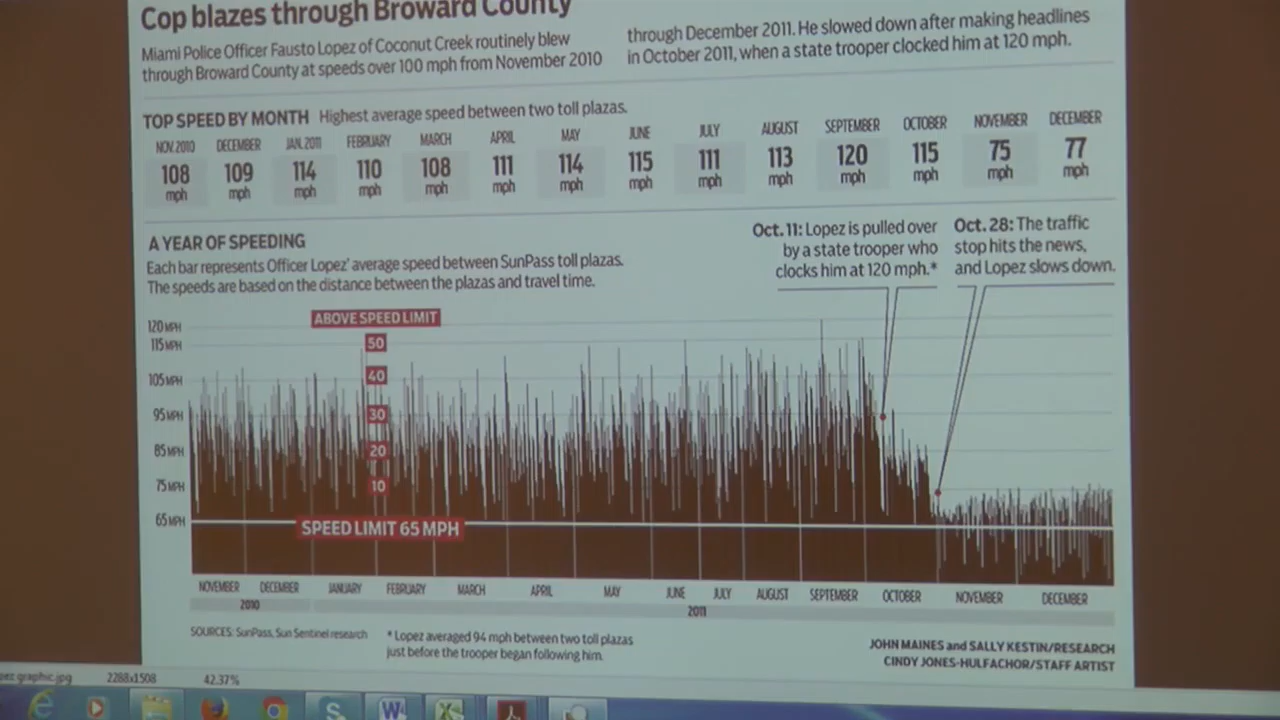 Cop blazes through Broward County
Miami Police Officer Fausto Lopez of Coconut Creek routinely blew
through Broward County at speeds over 100 mph from November 2010
through December 2011. He slowed down after making headlines
in October 2011, when a state trooper clocked him at 120 mph.
TOP SPEED BY MONTH Highest average speed between two toll plazas.
NOV. 2010 DECEMBER JAN. 2011 FEBRUARY MARCH APRIL MAY JUNE JULY AUGUST SEPTEMBER OCTOBER NOVEMBER DECEMBER
108 109 114 110 108 111 114 115 111 113 120 115 75 77
mph mph mph mph mph mph mph mph mph mph mph mph mph mph
A YEAR OF SPEEDING
Each bar represents Officer Lopez' average speed between SunPass toll plazas.
The speeds are based on the distance between the plazas and travel time.
Oct. 11: Lopez is pulled over
by a state trooper who
clocks him at 120 mph.*
Oct. 28: The traffic
stop hits the news,
and Lopez slows down.
ABOVE SPEED LIMIT
120 MPH
115 MPH
105 MPH
95 MPH
85 MPH
75 MPH
65 MPH
50
40
30
20
10
SPEED LIMIT 65 MPH
NOVEMBER DECEMBER JANUARY FEBRUARY MARCH APRIL MAY JUNE JULY AUGUST SEPTEMBER OCTOBER NOVEMBER DECEMBER
2010 2011
SOURCES: SunPass, Sun Sentinel research
* Lopez averaged 94 mph between two toll plazas
just before the trooper began following him.
JOHN MAINES and SALLY KESTIN/RESEARCH
CINDY JONES-HULFACHOR/STAFF ARTIST
graphic.jpg 2288x1508 42.37%